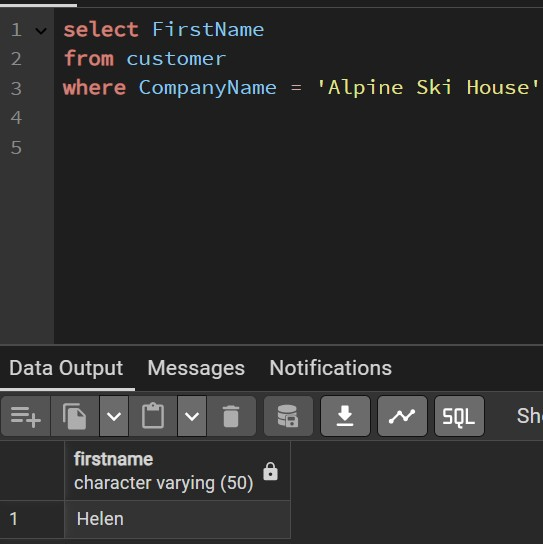 1 select FirstName
2 from customer
3 where CompanyName = 'Alpine Ski House'
4
5
Data Output Messages Notifications
SQL
firstname
character varying (50)
1 Helen